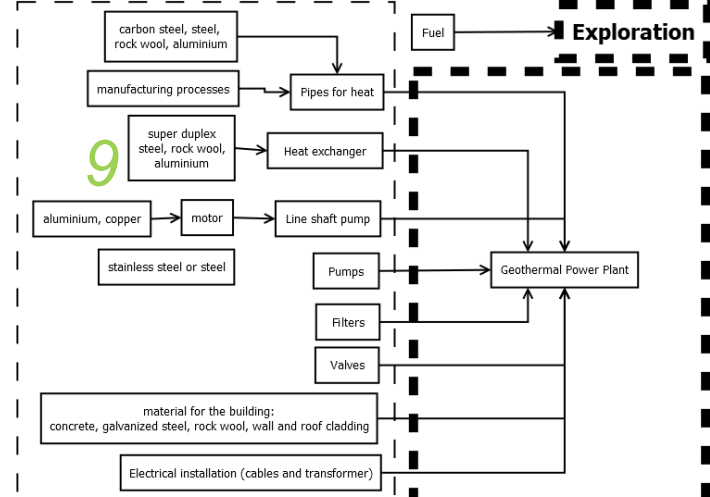 carbon steel, steel,
rock wool, aluminium
Fuel
Exploration
manufacturing processes
Pipes for heat
super duplex
steel, rock wool,
aluminium
9
Heat exchanger
aluminium, copper
motor
Line shaft pump
stainless steel or steel
Pumps
Geothermal Power Plant
Filters
Valves
material for the building:
concrete, galvanized steel, rock wool, wall and roof cladding
Electrical installation (cables and transformer)